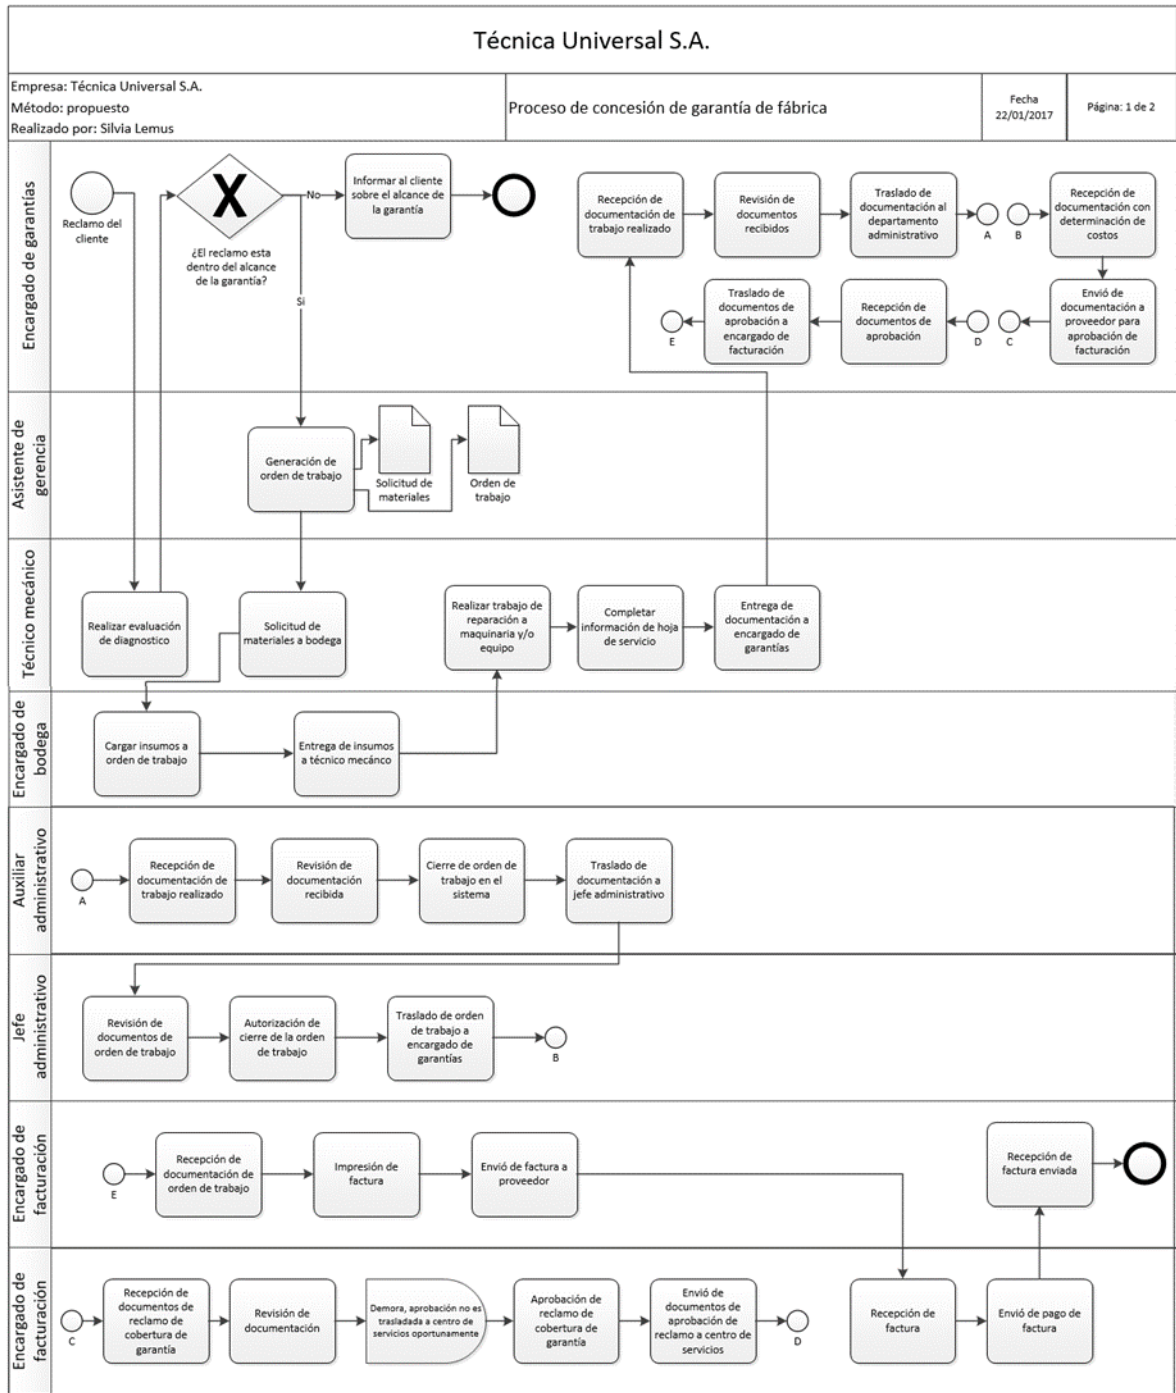 Técnica Universal S.A.
Empresa: Técnica Universal S.A.
Método: propuesto
Realizado por: Silvia Lemus
Proceso de concesión de garantía de fábrica
Fecha
22/01/2017
Página: 1 de 2
Encargado de garantías
Reclamo del
cliente
¿El reclamo esta
dentro del alcance
de la garantía?
No
Si
Informar al cliente
sobre el alcance de
la garantía
Recepción de
documentación de
trabajo realizado
Revisión de
documentos
recibidos
Traslado de
documentación al
departamento
administrativo
A
B
Recepción de
documentación con
determinación de
costos
E
Traslado de
documentos de
aprobación a
encargado de
facturación
Recepción de
documentos de
aprobación
D
C
Envió de
documentación a
proveedor para
aprobación de
facturación
Asistente de
gerencia
Generación de
orden de trabajo
Solicitud de
materiales
Orden de
trabajo
Técnico mecánico
Realizar evaluación
de diagnostico
Solicitud de
materiales a bodega
Realizar trabajo de
reparación a
maquinaria y/o
equipo
Completar
información de hoja
de servicio
Entrega de
documentación a
encargado de
garantías
Encargado de
bodega
Cargar insumos a
orden de trabajo
Entrega de insumos
a técnico mecánco
Auxiliar
administrativo
A
Recepción de
documentación de
trabajo realizado
Revisión de
documentación
recibida
Cierre de orden de
trabajo en el
sistema
Traslado de
documentación a
jefe administrativo
Jefe
administrativo
Revisión de
documentos de
orden de trabajo
Autorización de
cierre de la orden
de trabajo
Traslado de orden
de trabajo a
encargado de
garantías
B
Encargado de
facturación
E
Recepción de
documentación de
orden de trabajo
Impresión de
factura
Envió de factura a
proveedor
Recepción de
factura enviada
Encargado de
facturación
C
Recepción de
documentos de
reclamo de
cobertura de
garantía
Revisión de
documentación
Demora, aprobación no es
trasladada a centro de
servicios oportunamente
Aprobación de
reclamo de
cobertura de
garantía
Envió de
documentos de
aprobación de
reclamo a centro de
servicios
D
Recepción de
factura
Envió de pago de
factura